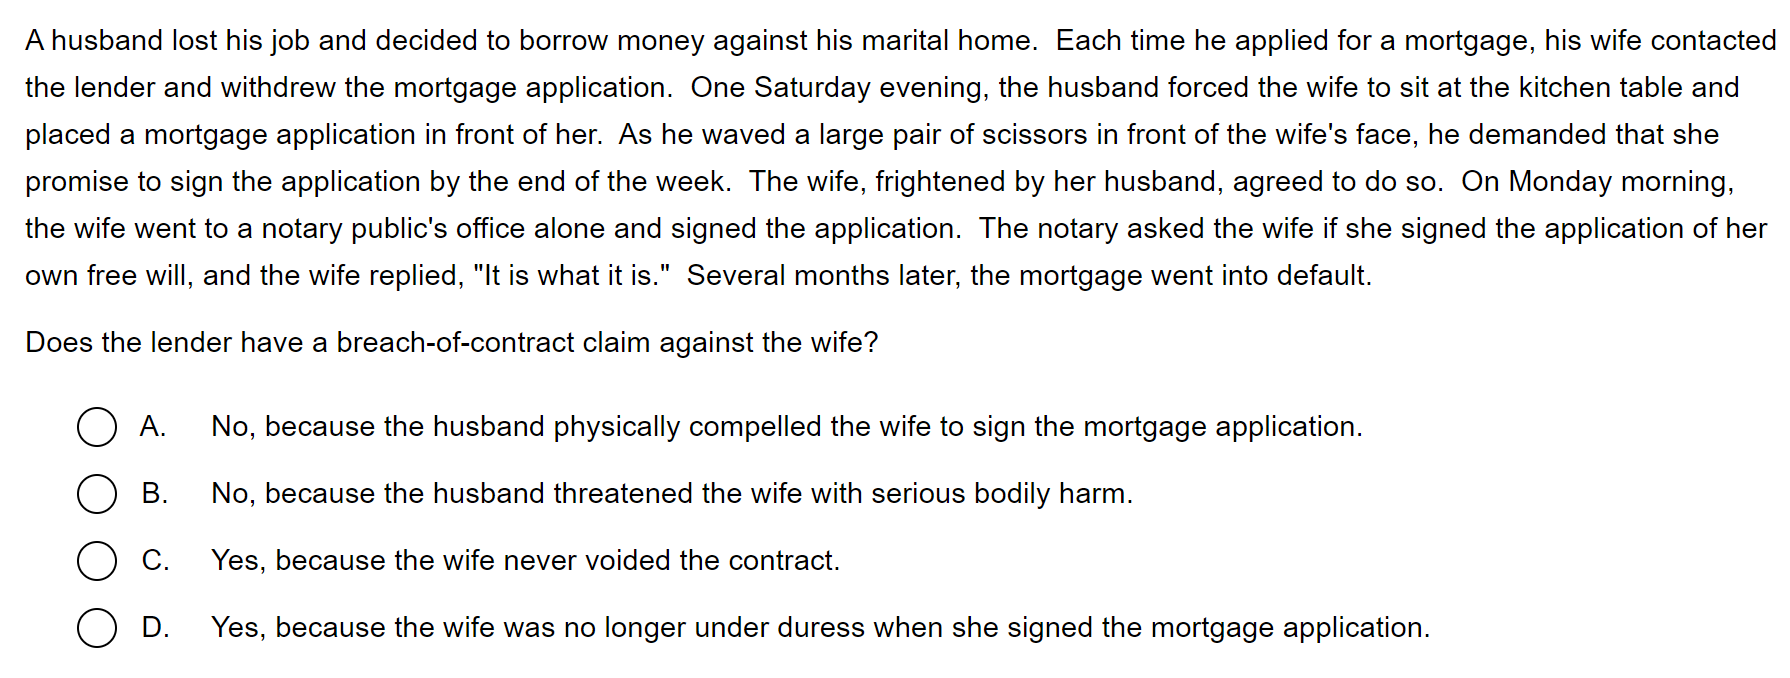 A husband lost his job and decided to borrow money against his marital home.  Each time he applied for a mortgage, his wife contacted
the lender and withdrew the mortgage application.  One Saturday evening, the husband forced the wife to sit at the kitchen table and
placed a mortgage application in front of her.  As he waved a large pair of scissors in front of the wife's face, he demanded that she
promise to sign the application by the end of the week.  The wife, frightened by her husband, agreed to do so.  On Monday morning,
the wife went to a notary public's office alone and signed the application.  The notary asked the wife if she signed the application of her
own free will, and the wife replied, "It is what it is."  Several months later, the mortgage went into default.
Does the lender have a breach-of-contract claim against the wife?
A. No, because the husband physically compelled the wife to sign the mortgage application.
B. No, because the husband threatened the wife with serious bodily harm.
C. Yes, because the wife never voided the contract.
D. Yes, because the wife was no longer under duress when she signed the mortgage application.